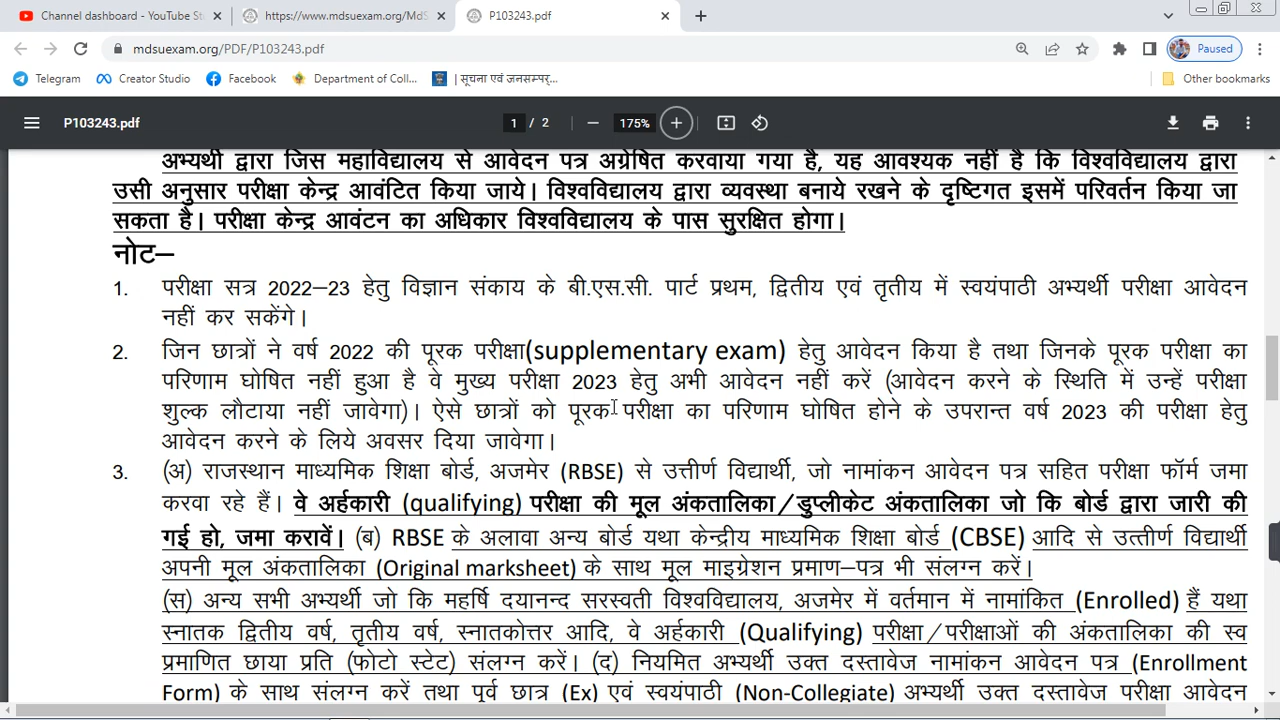 Channel dashboard - YouTube St
https://www.mdsuexam.org/MdS
P103243.pdf
mdsuexam.org/PDF/P103243.pdf
Paused
Telegram
Creator Studio
Facebook
Department of Coll...
| सूचना एवं जनसम्पर्...
Other bookmarks
P103243.pdf
1 / 2
175%
अभ्यर्थी द्वारा जिस महाविद्यालय से आवेदन पत्र अग्रेषित करवाया गया है, यह आवश्यक नहीं है कि विश्वविद्यालय द्वारा
उसी अनुसार परीक्षा केन्द्र आवंटित किया जाये। विश्वविद्यालय द्वारा व्यवस्था बनाये रखने के दृष्टिगत इसमें परिवर्तन किया जा
सकता है। परीक्षा केन्द्र आवंटन का अधिकार विश्वविद्यालय के पास सुरक्षित होगा।
नोट—
1. परीक्षा सत्र 2022–23 हेतु विज्ञान संकाय के बी.एस.सी. पार्ट प्रथम, द्वितीय एवं तृतीय में स्वयंपाठी अभ्यर्थी परीक्षा आवेदन
नहीं कर सकेंगे।
2. जिन छात्रों ने वर्ष 2022 की पूरक परीक्षा(supplementary exam) हेतु आवेदन किया है तथा जिनके पूरक परीक्षा का
परिणाम घोषित नहीं हुआ है वे मुख्य परीक्षा 2023 हेतु अभी आवेदन नहीं करें (आवेदन करने के स्थिति में उन्हें परीक्षा
शुल्क लौटाया नहीं जावेगा)। ऐसे छात्रों को पूरक परीक्षा का परिणाम घोषित होने के उपरान्त वर्ष 2023 की परीक्षा हेतु
आवेदन करने के लिये अवसर दिया जावेगा।
3. (अ) राजस्थान माध्यमिक शिक्षा बोर्ड, अजमेर (RBSE) से उत्तीर्ण विद्यार्थी, जो नामांकन आवेदन पत्र सहित परीक्षा फॉर्म जमा
करवा रहे हैं। वे अर्हकारी (qualifying) परीक्षा की मूल अंकतालिका/डुप्लीकेट अंकतालिका जो कि बोर्ड द्वारा जारी की
गई हो, जमा करावें। (ब) RBSE के अलावा अन्य बोर्ड यथा केन्द्रीय माध्यमिक शिक्षा बोर्ड (CBSE) आदि से उत्तीर्ण विद्यार्थी
अपनी मूल अंकतालिका (Original marksheet) के साथ मूल माइग्रेशन प्रमाण–पत्र भी संलग्न करें।
(स) अन्य सभी अभ्यर्थी जो कि महर्षि दयानन्द सरस्वती विश्वविद्यालय, अजमेर में वर्तमान में नामांकित (Enrolled) हैं यथा
स्नातक द्वितीय वर्ष, तृतीय वर्ष, स्नातकोत्तर आदि, वे अर्हकारी (Qualifying) परीक्षा/परीक्षाओं की अंकतालिका की स्व
प्रमाणित छाया प्रति (फोटो स्टेट) संलग्न करें। (द) नियमित अभ्यर्थी उक्त दस्तावेज नामांकन आवेदन पत्र (Enrollment
Form) के साथ संलग्न करें तथा पूर्व छात्र (Ex) एवं स्वयंपाठी (Non-Collegiate) अभ्यर्थी उक्त दस्तावेज परीक्षा आवेदन